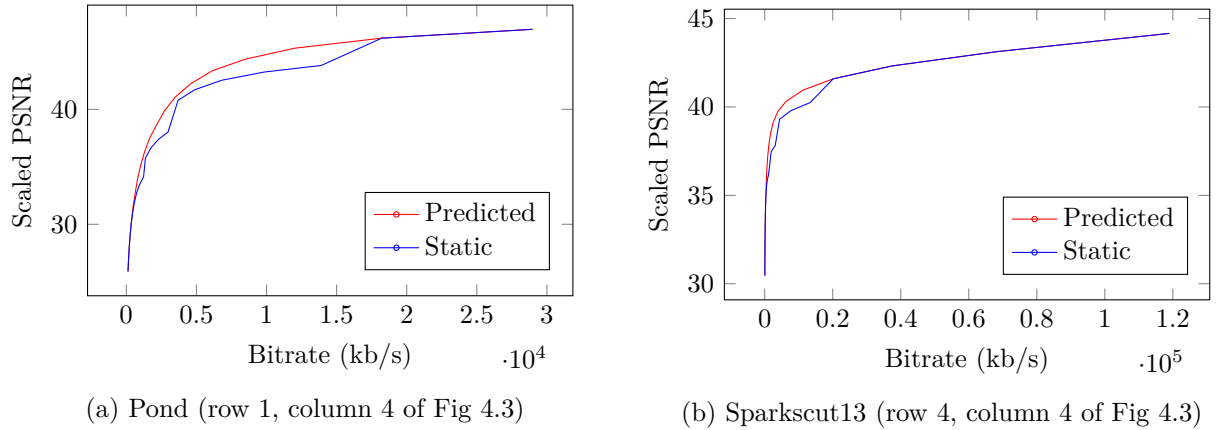 Scaled PSNR
40
30
0
0.5
1
1.5
2
2.5
3
Bitrate (kb/s)
·10^4
Predicted
Static
(a) Pond (row 1, column 4 of Fig 4.3)
Scaled PSNR
45
40
35
30
0
0.2
0.4
0.6
0.8
1
1.2
Bitrate (kb/s)
·10^5
Predicted
Static
(b) Sparkscut13 (row 4, column 4 of Fig 4.3)